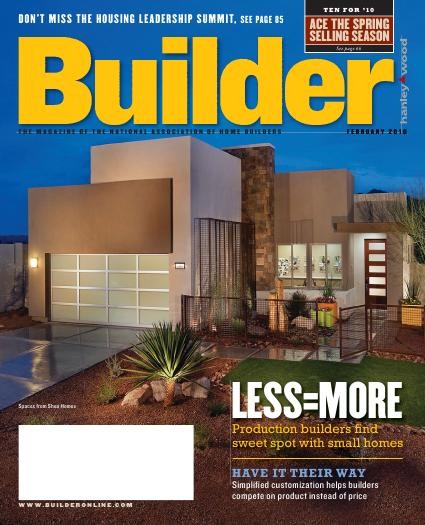 DON'T MISS THE HOUSING LEADERSHIP SUMMIT, SEE PAGE 85
TEN FOR '10
ACE THE SPRING
SELLING SEASON
See page 66
Builder
hanley wood
THE MAGAZINE OF THE NATIONAL ASSOCIATION OF HOME BUILDERS
FEBRUARY 2010
LESS=MORE
Production builders find
sweet spot with small homes
HAVE IT THEIR WAY
Simplified customization helps builders
compete on product instead of price
Spaces from Shea Homes
WWW.BUILDERONLINE.COM